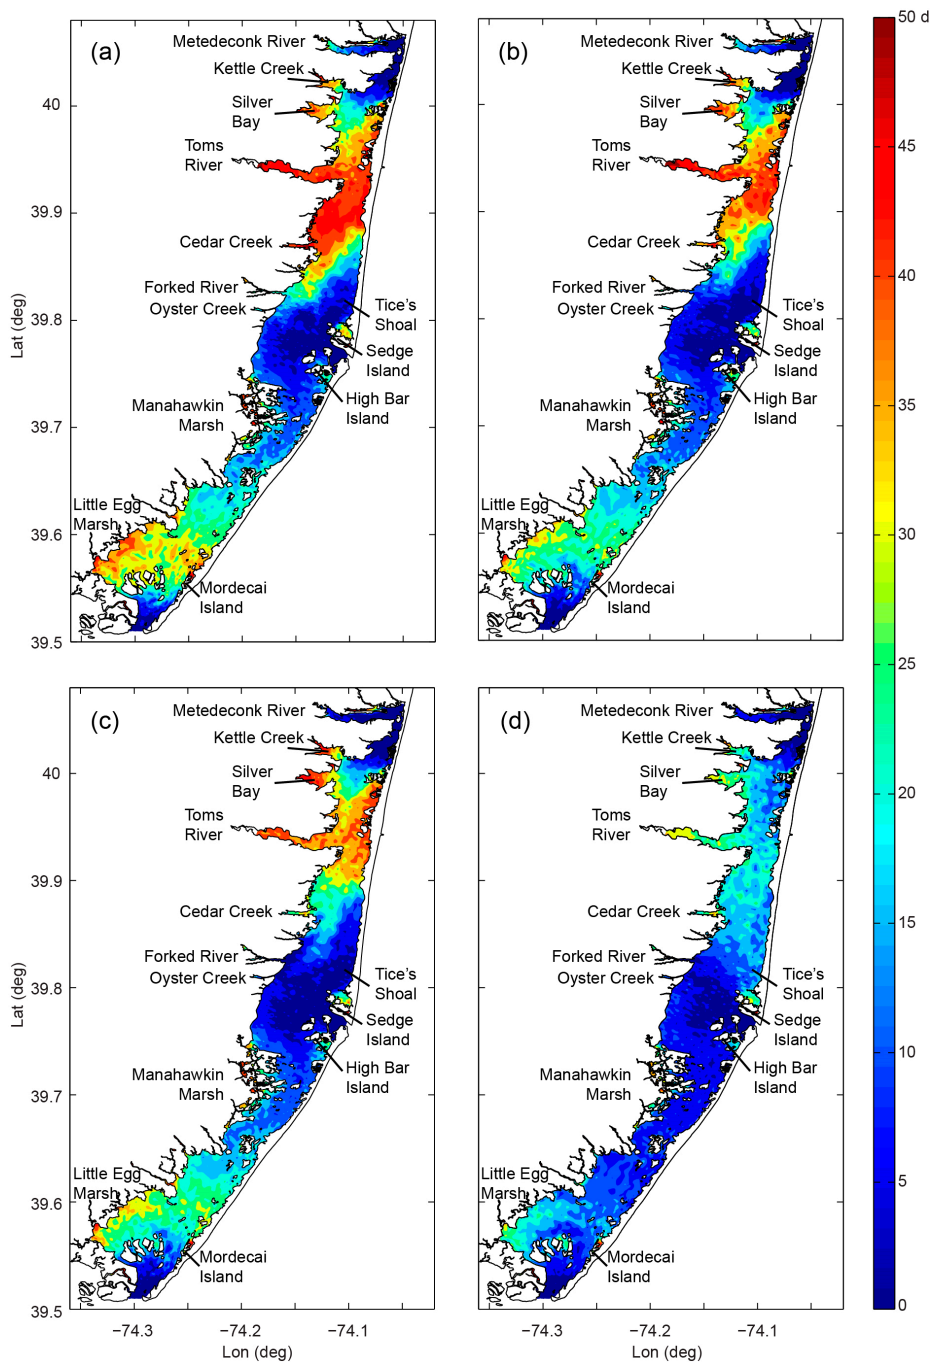 (a)
Metedeconk River
Kettle Creek
Silver
Bay
Toms
River
Cedar Creek
Forked River
Oyster Creek
Tice's
Shoal
Sedge
Island
High Bar
Island
Manahawkin
Marsh
Little Egg
Marsh
Mordecai
Island
40
39.9
39.8
39.7
39.6
39.5
Lat (deg)
(b)
Metedeconk River
Kettle Creek
Silver
Bay
Toms
River
Cedar Creek
Forked River
Oyster Creek
Tice's
Shoal
Sedge
Island
High Bar
Island
Manahawkin
Marsh
Little Egg
Marsh
Mordecai
Island
50 d
45
40
35
30
25
20
15
10
5
0
(c)
Metedeconk River
Kettle Creek
Silver
Bay
Toms
River
Cedar Creek
Forked River
Oyster Creek
Tice's
Shoal
Sedge
Island
High Bar
Island
Manahawkin
Marsh
Little Egg
Marsh
Mordecai
Island
40
39.9
39.8
39.7
39.6
39.5
Lat (deg)
−74.3 −74.2 −74.1
Lon (deg)
(d)
Metedeconk River
Kettle Creek
Silver
Bay
Toms
River
Cedar Creek
Forked River
Oyster Creek
Tice's
Shoal
Sedge
Island
High Bar
Island
Manahawkin
Marsh
Little Egg
Marsh
Mordecai
Island
−74.3 −74.2 −74.1
Lon (deg)